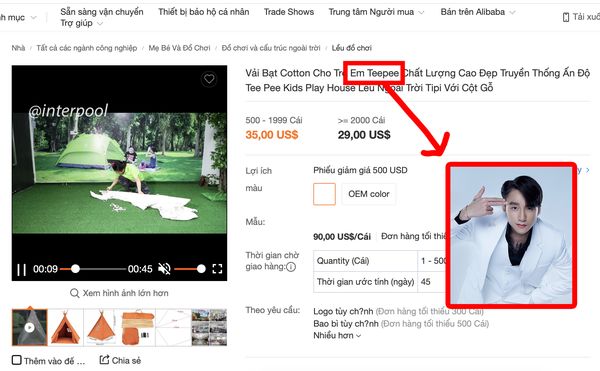 nh mục
Sẵn sàng vận chuyển
Thiết bị bảo hộ cá nhân
Trade Shows
Trung tâm Người mua
Bán trên Alibaba
Trợ giúp
Tải xuố
Nhà / Tất cả các ngành công nghiệp / Mẹ Bé Và Đồ Chơi / Đồ chơi và cấu trúc ngoài trời / Lều đồ chơi
@interpool
00:09
00:45
Xem hình ảnh lớn hơn
Thêm vào để ...
Chia sẻ
Vải Bạt Cotton Cho Trẻ Em Teepee Chất Lượng Cao Đẹp Truyền Thống Ấn Độ
Tee Pee Kids Play House Lều Ngoài Trời Tipi Với Cột Gỗ
500 - 1999 Cái
>= 2000 Cái
35,00 US$
29,00 US$
Lợi ích
Phiếu giảm giá 500 USD
y
màu
OEM color
Mẫu:
90,00 US$/Cái
Đơn hàng tối thiể
Thời gian chờ
giao hàng:
Quantity (Cái)
1 - 500
Thời gian ước tính (ngày)
45
Theo yêu cầu:
Logo tùy ch?nh (Đơn hàng tối thiểu 300 Cái)
Bao bì tùy ch?nh (Đơn hàng tối thiểu 500 Cái)
Nhiều hơn